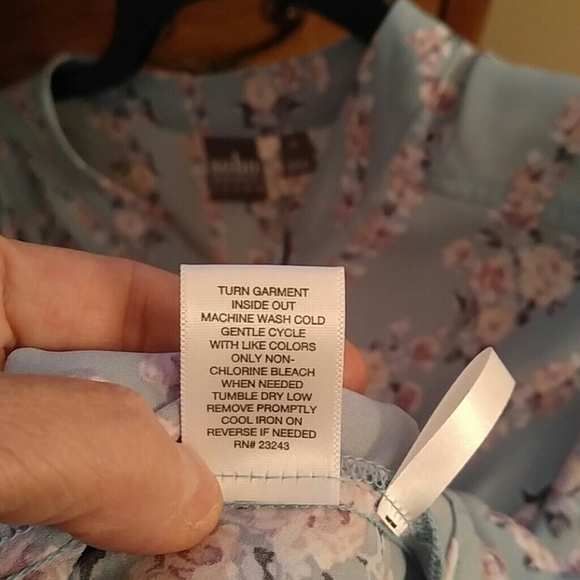 soho
TURN GARMENT
INSIDE OUT
MACHINE WASH COLD
GENTLE CYCLE
WITH LIKE COLORS
ONLY NON-
CHLORINE BLEACH
WHEN NEEDED
TUMBLE DRY LOW
REMOVE PROMPTLY
COOL IRON ON
REVERSE IF NEEDED
RN# 23243